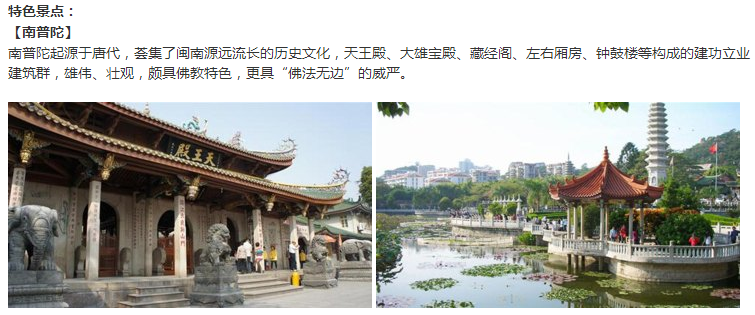 特色景点：
【南普陀】
南普陀起源于唐代，荟集了闽南源远流长的历史文化，天王殿、大雄宝殿、藏经阁、左右厢房、钟鼓楼等构成的建功立业
建筑群，雄伟、壮观，颇具佛教特色，更具“佛法无边”的威严。
天王殿